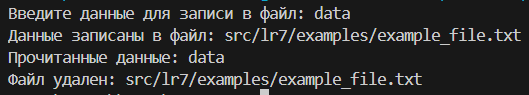 Введите данные для записи в файл: data
Данные записаны в файл: src/lr7/examples/example_file.txt
Прочитанные данные: data
Файл удален: src/lr7/examples/example_file.txt